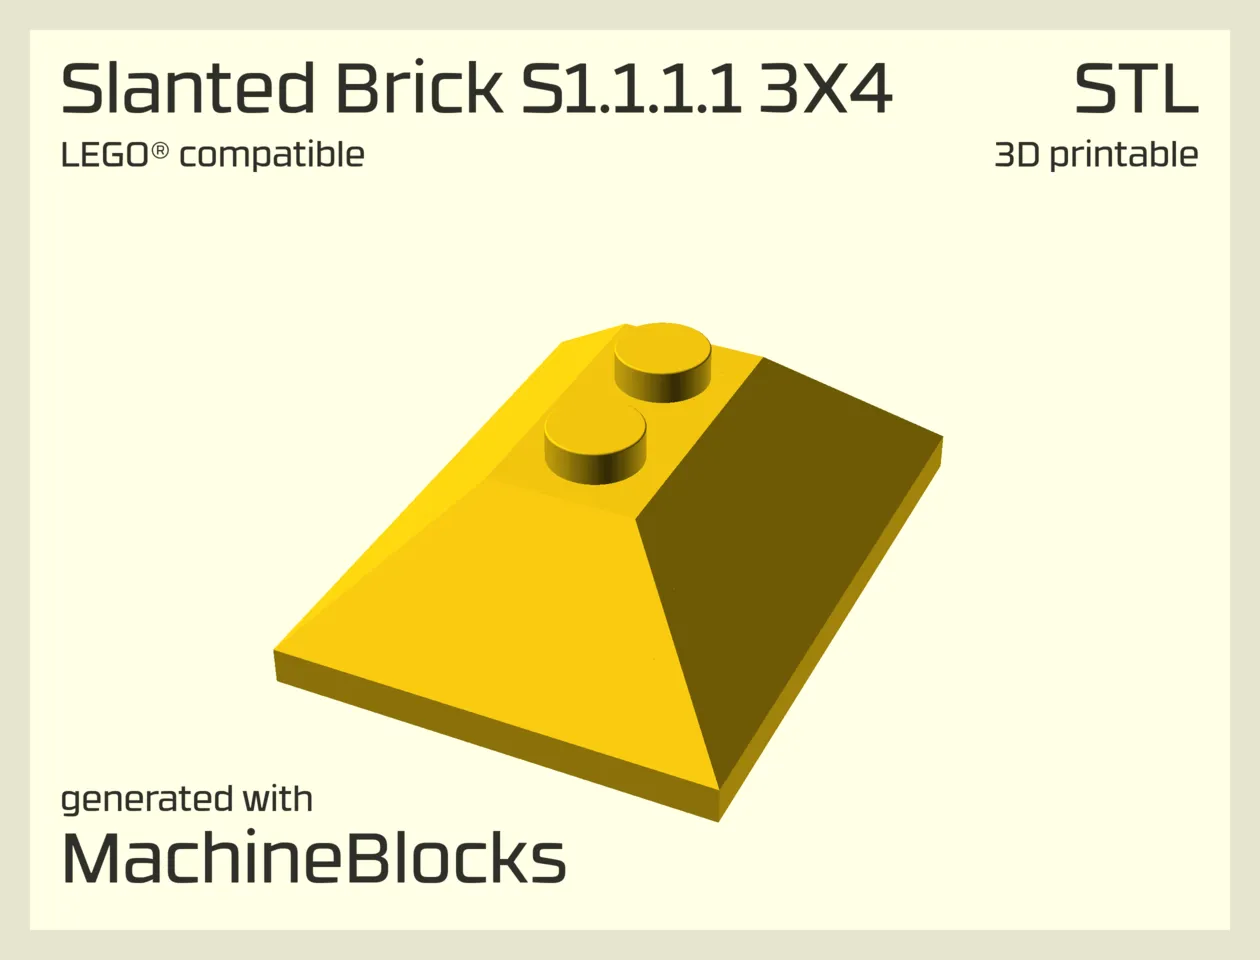 Slanted Brick S1.1.1.1 3X4
STL
LEGO® compatible
3D printable
generated with
MachineBlocks